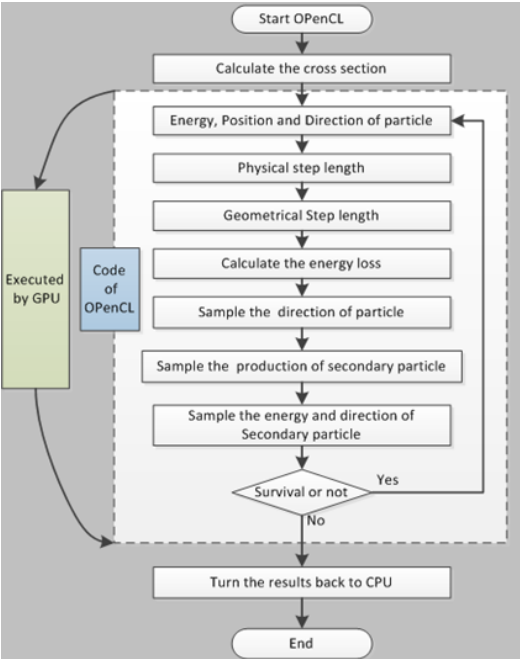 Start OPenCL
Calculate the cross section
Energy, Position and Direction of particle
Physical step length
Geometrical Step length
Executed
by GPU
Code
of
OPenCL
Calculate the energy loss
Sample the direction of particle
Sample the production of secondary particle
Sample the energy and direction of
Secondary particle
Survival or not
Yes
No
Turn the results back to CPU
End